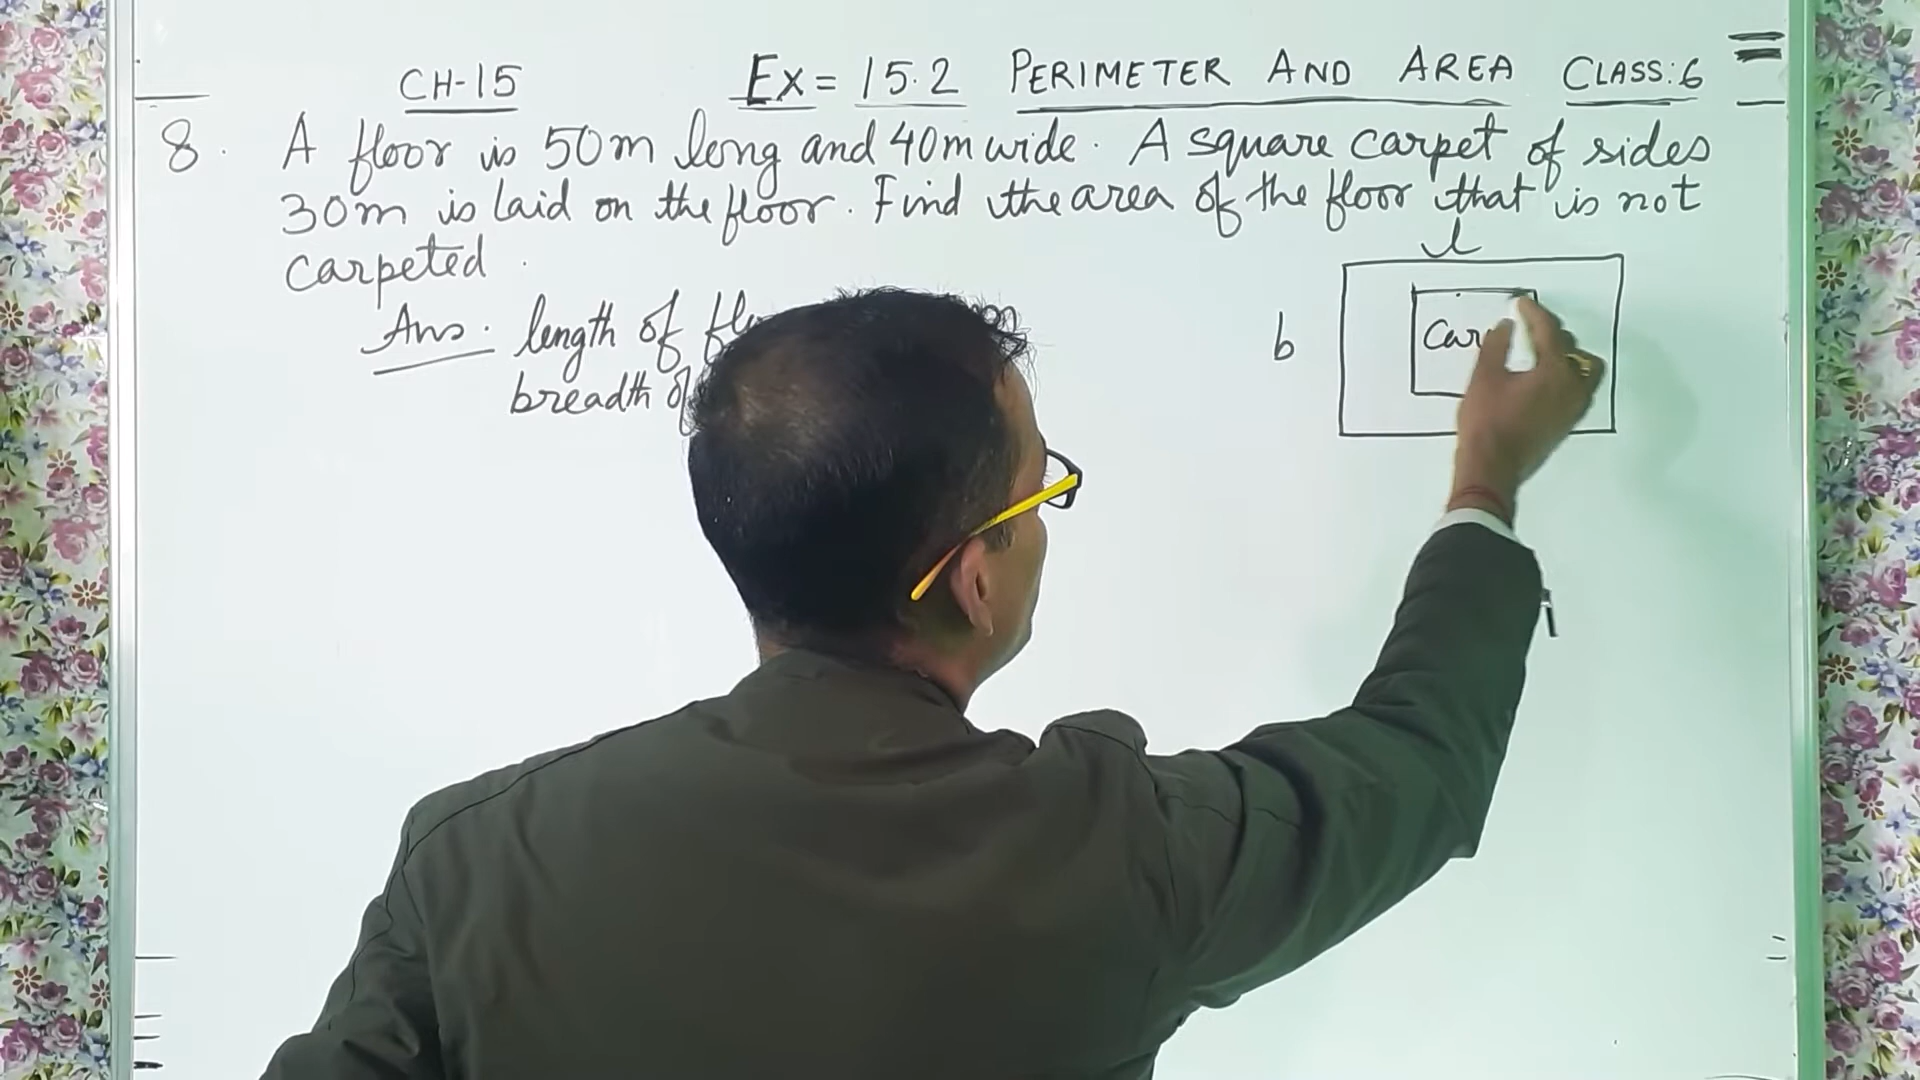 CH-15 Ex= 15.2 PERIMETER AND AREA CLASS:6
8. A floor is 50m long and 40m wide. A square carpet of sides
30m is laid on the floor. Find the area of the floor that is not
carpeted.
l
Ans. length of
b
breadth of